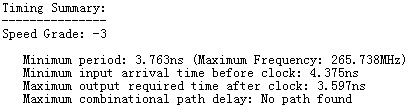 Timing Summary:
---------------
Speed Grade: -3
Minimum period: 3.763ns (Maximum Frequency: 265.738MHz)
Minimum input arrival time before clock: 4.375ns
Maximum output required time after clock: 3.597ns
Maximum combinational path delay: No path found